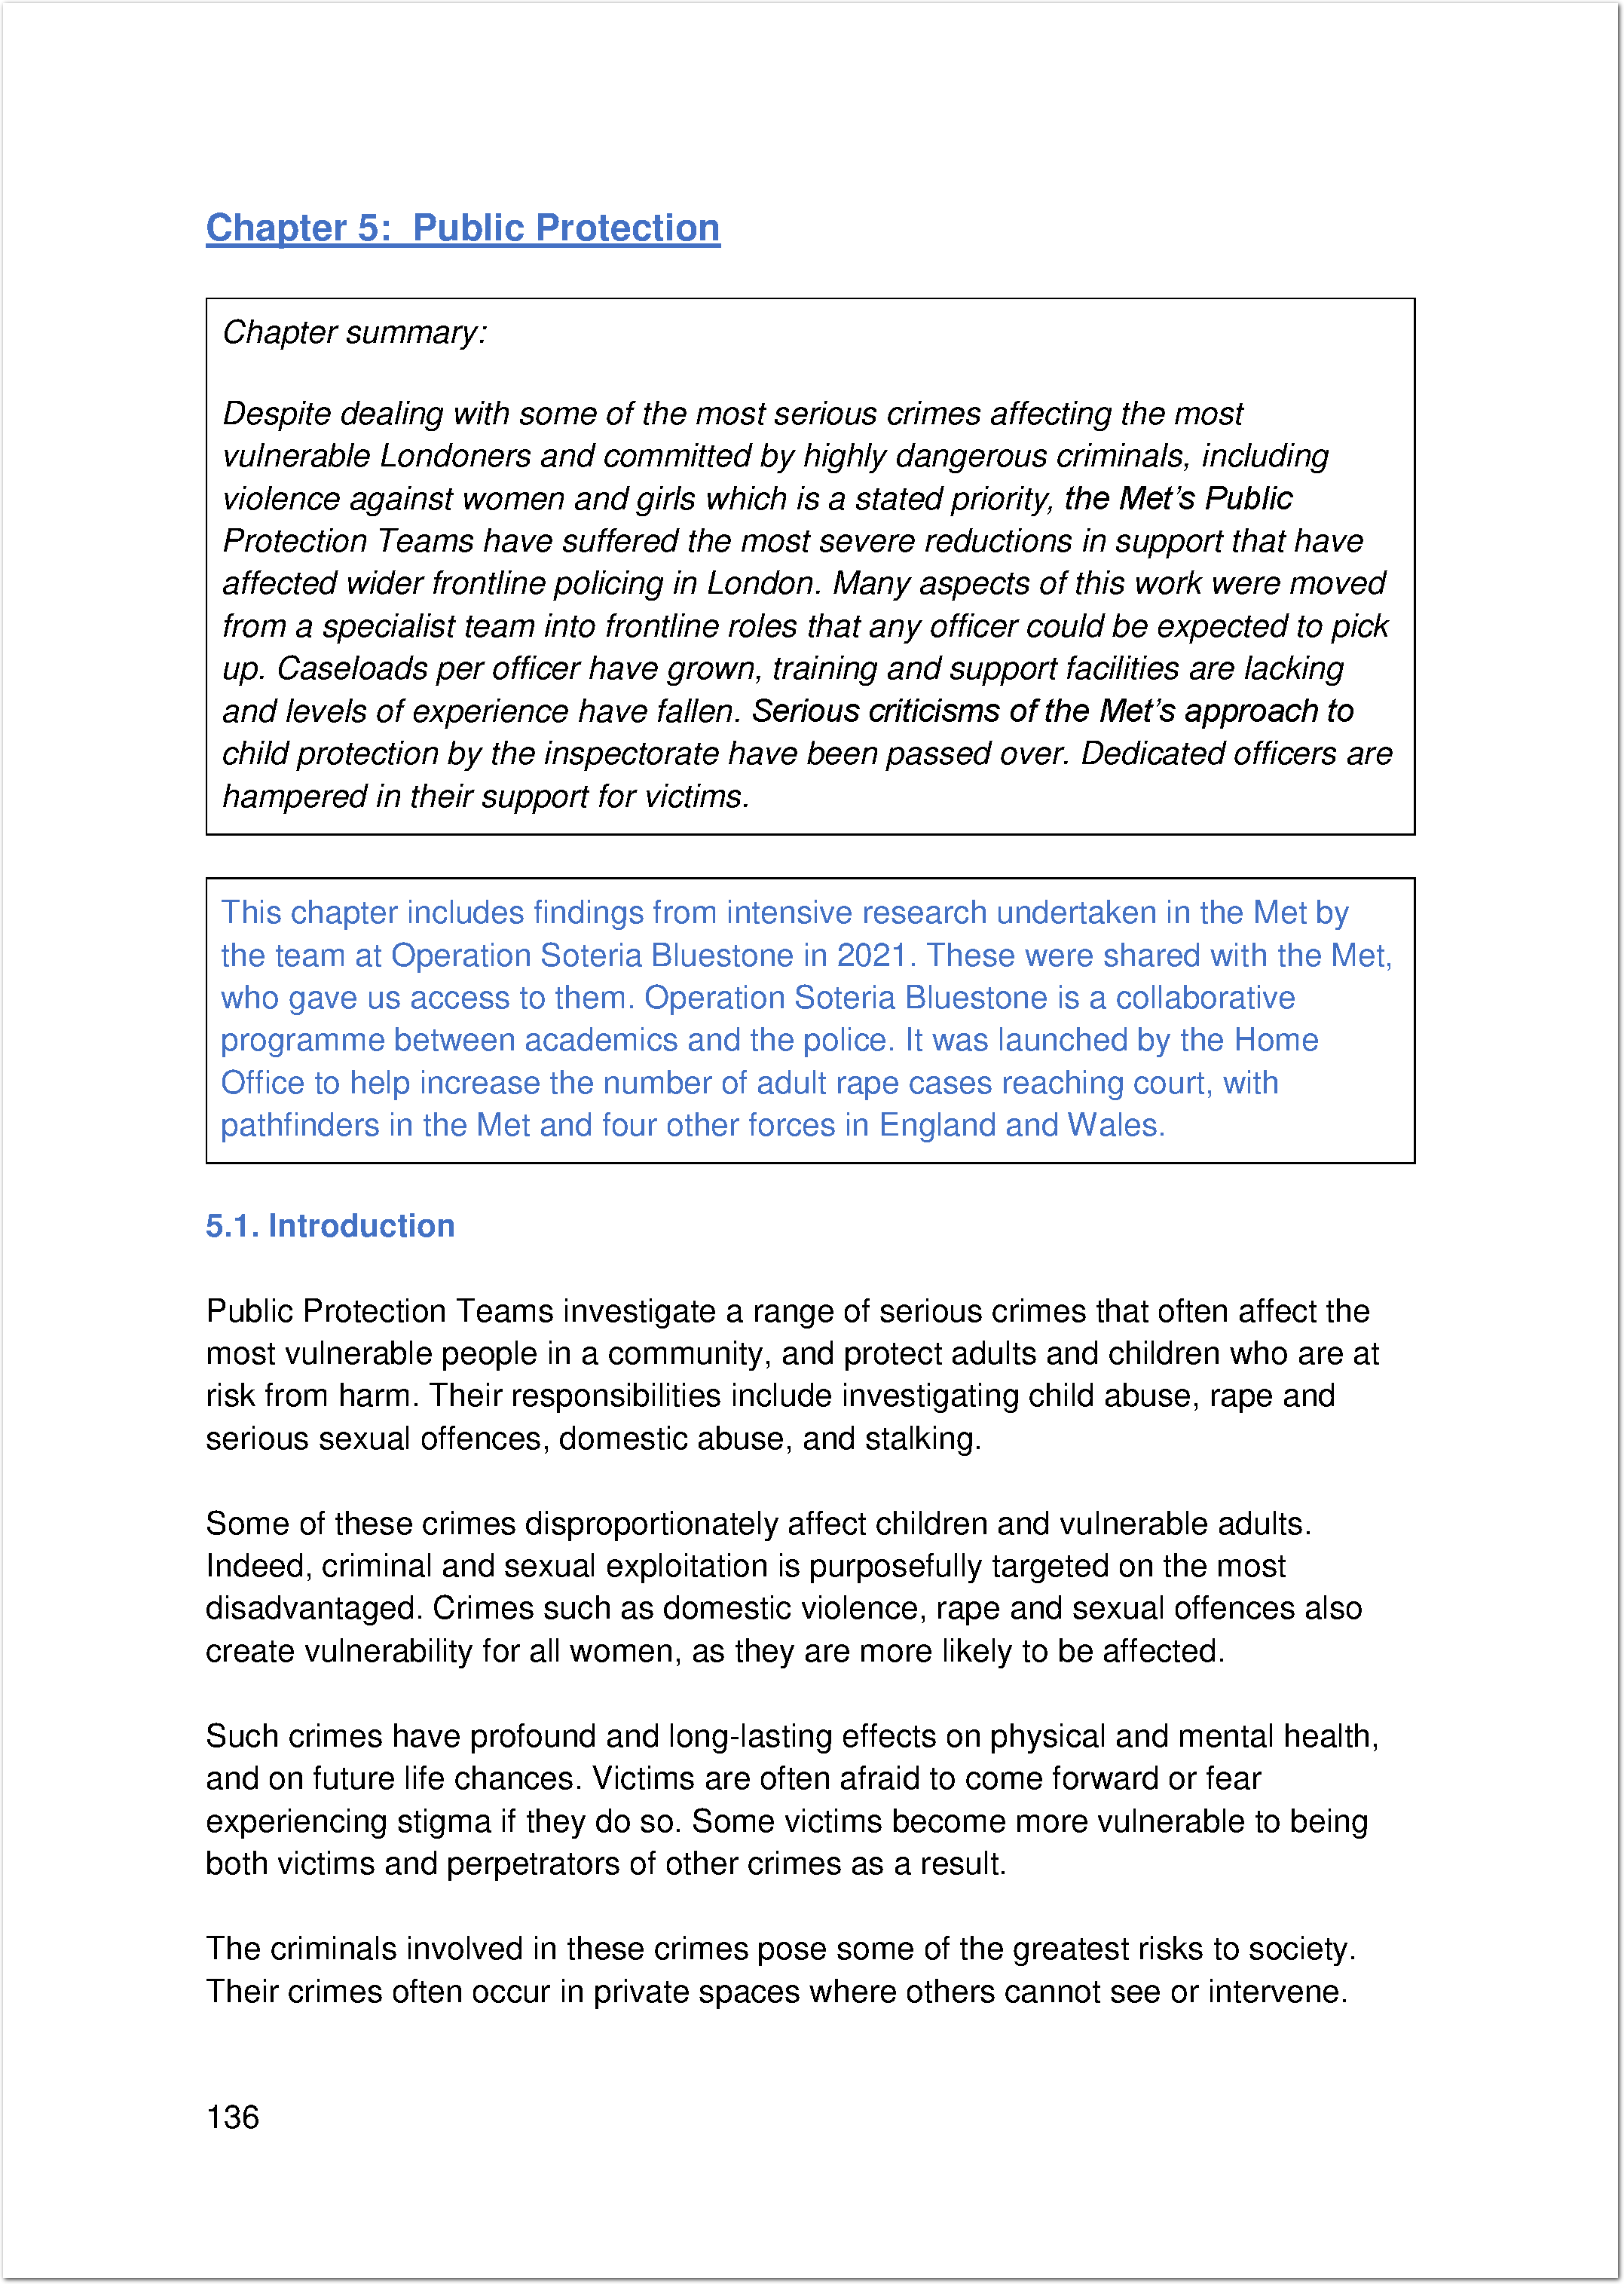 Chapter 5:  Public Protection
Chapter summary:
Despite dealing with some of the most serious crimes affecting the most
vulnerable Londoners and committed by highly dangerous criminals, including
violence against women and girls which is a stated priority, the Met’s Public
Protection Teams have suffered the most severe reductions in support that have
affected wider frontline policing in London. Many aspects of this work were moved
from a specialist team into frontline roles that any officer could be expected to pick
up. Caseloads per officer have grown, training and support facilities are lacking
and levels of experience have fallen. Serious criticisms of the Met’s approach to
child protection by the inspectorate have been passed over. Dedicated officers are
hampered in their support for victims.
This chapter includes findings from intensive research undertaken in the Met by
the team at Operation Soteria Bluestone in 2021. These were shared with the Met,
who gave us access to them. Operation Soteria Bluestone is a collaborative
programme between academics and the police. It was launched by the Home
Office to help increase the number of adult rape cases reaching court, with
pathfinders in the Met and four other forces in England and Wales.
5.1. Introduction
Public Protection Teams investigate a range of serious crimes that often affect the
most vulnerable people in a community, and protect adults and children who are at
risk from harm. Their responsibilities include investigating child abuse, rape and
serious sexual offences, domestic abuse, and stalking.
Some of these crimes disproportionately affect children and vulnerable adults.
Indeed, criminal and sexual exploitation is purposefully targeted on the most
disadvantaged. Crimes such as domestic violence, rape and sexual offences also
create vulnerability for all women, as they are more likely to be affected.
Such crimes have profound and long-lasting effects on physical and mental health,
and on future life chances. Victims are often afraid to come forward or fear
experiencing stigma if they do so. Some victims become more vulnerable to being
both victims and perpetrators of other crimes as a result.
The criminals involved in these crimes pose some of the greatest risks to society.
Their crimes often occur in private spaces where others cannot see or intervene.
136